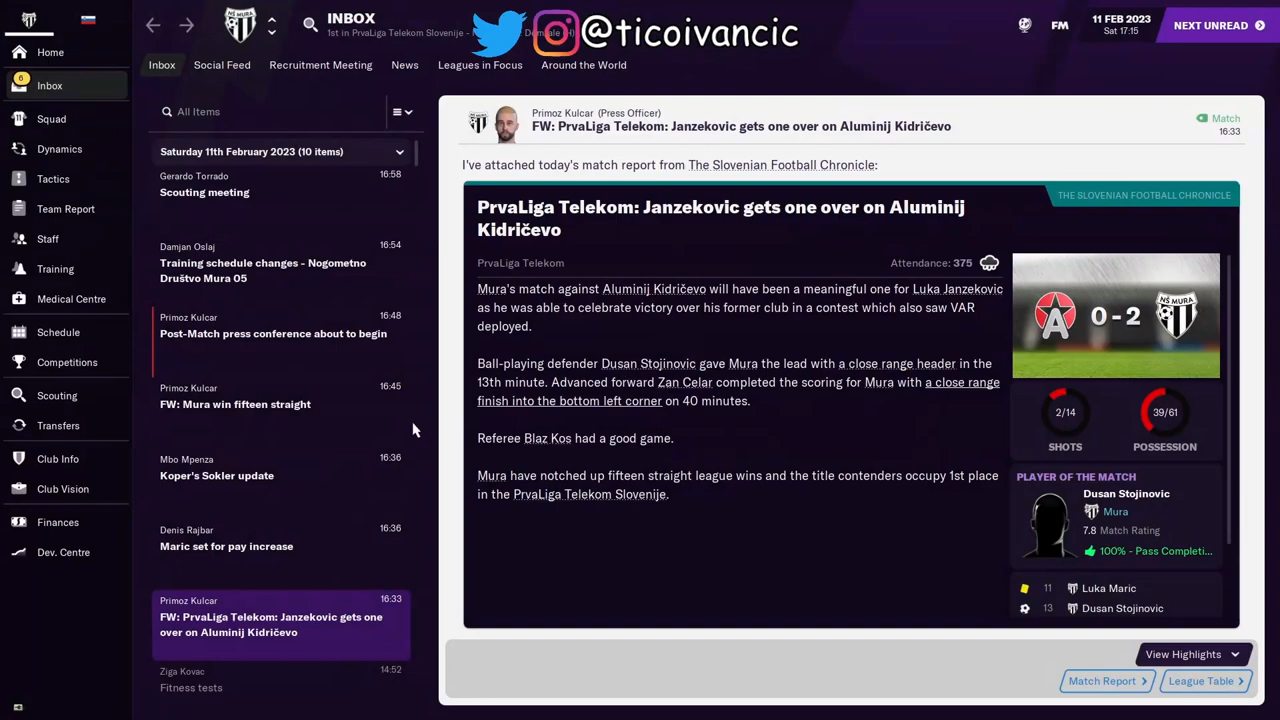 INBOX
1st in PrvaLiga Telekom Slovenije -
@ticoivancic
FM
11 FEB 2023
Sat 17:15
NEXT UNREAD
Home
6
Inbox
Squad
Dynamics
Tactics
Team Report
Staff
Training
Medical Centre
Schedule
Competitions
Scouting
Transfers
Club Info
Club Vision
Finances
Dev. Centre
Inbox
Social Feed
Recruitment Meeting
News
Leagues in Focus
Around the World
All Items
Saturday 11th February 2023 (10 items)
Gerardo Torrado 16:58
Scouting meeting
Damjan Oslaj 16:54
Training schedule changes - Nogometno
Društvo Mura 05
Primoz Kulcar 16:48
Post-Match press conference about to begin
Primoz Kulcar 16:45
FW: Mura win fifteen straight
Mbo Mpenza 16:36
Koper's Sokler update
Denis Rajbar 16:36
Maric set for pay increase
Primoz Kulcar 16:33
FW: PrvaLiga Telekom: Janzekovic gets one
over on Aluminij Kidričevo
Ziga Kovac 14:52
Fitness tests
Primoz Kulcar (Press Officer)
FW: PrvaLiga Telekom: Janzekovic gets one over on Aluminij Kidričevo
Match
16:33
I've attached today's match report from The Slovenian Football Chronicle:
THE SLOVENIAN FOOTBALL CHRONICLE
PrvaLiga Telekom: Janzekovic gets one over on Aluminij
Kidričevo
PrvaLiga Telekom
Attendance: 375
Mura's match against Aluminij Kidričevo will have been a meaningful one for Luka Janzekovic
as he was able to celebrate victory over his former club in a contest which also saw VAR
deployed.
Ball-playing defender Dusan Stojinovic gave Mura the lead with a close range header in the
13th minute. Advanced forward Zan Celar completed the scoring for Mura with a close range
finish into the bottom left corner on 40 minutes.
Referee Blaz Kos had a good game.
Mura have notched up fifteen straight league wins and the title contenders occupy 1st place
in the PrvaLiga Telekom Slovenije.
0 - 2
2/14
SHOTS
39/61
POSSESSION
PLAYER OF THE MATCH
Dusan Stojinovic
Mura
7.8 Match Rating
100% - Pass Completi...
11 Luka Maric
13 Dusan Stojinovic
View Highlights
Match Report
League Table